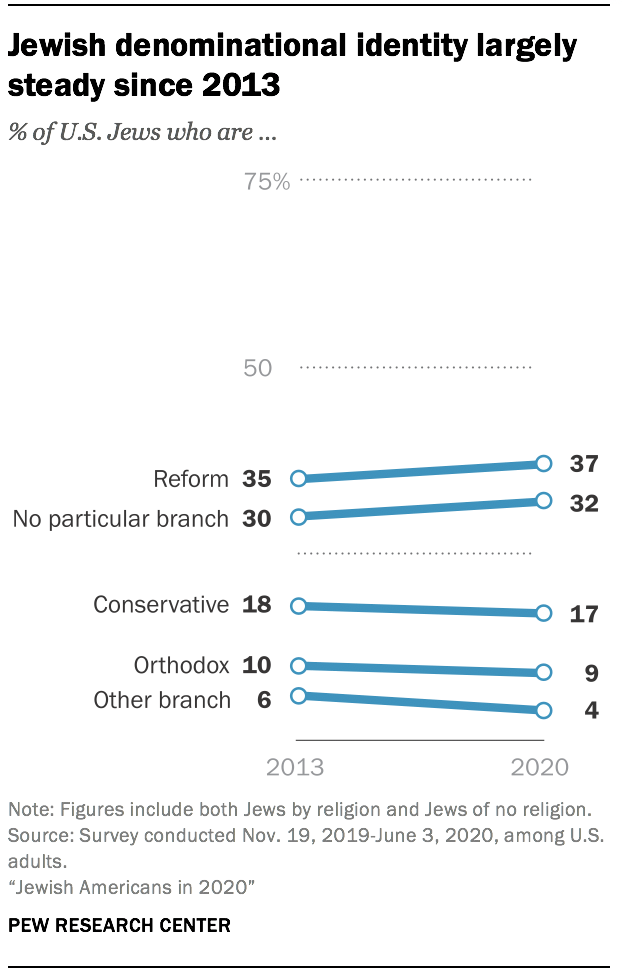 Jewish denominational identity largely
steady since 2013
% of U.S. Jews who are ...
75%
50
Reform 35 37
No particular branch 30 32
Conservative 18 17
Orthodox 10 9
Other branch 6 4
2013 2020
Note: Figures include both Jews by religion and Jews of no religion.
Source: Survey conducted Nov. 19, 2019-June 3, 2020, among U.S.
adults.
“Jewish Americans in 2020”
PEW RESEARCH CENTER